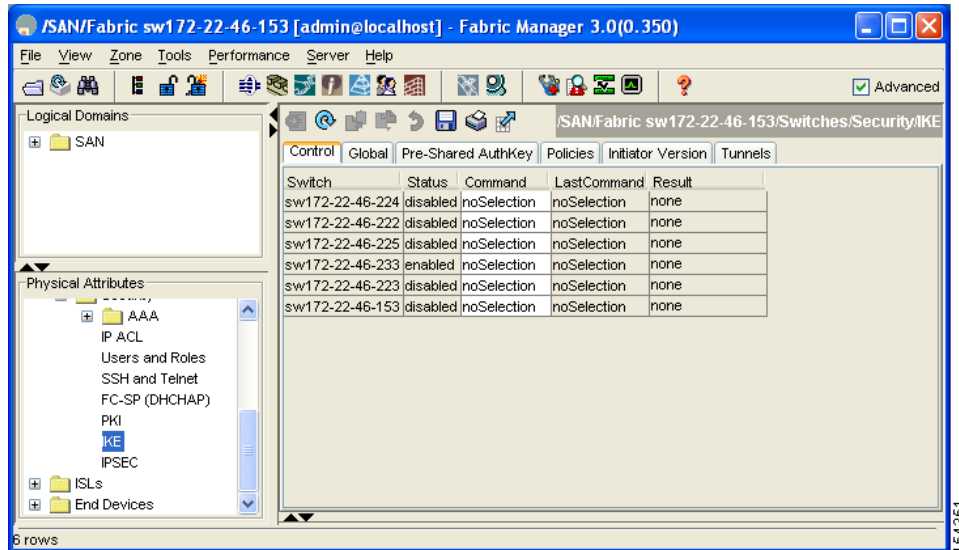 /SAN/Fabric sw172-22-46-153 [admin@localhost] - Fabric Manager 3.0(0.350)
File View Zone Tools Performance Server Help
Advanced
Logical Domains
SAN
/SAN/Fabric sw172-22-46-153/Switches/Security/IKE
Control Global Pre-Shared AuthKey Policies Initiator Version Tunnels
Switch Status Command LastCommand Result
sw172-22-46-224 disabled noSelection noSelection none
sw172-22-46-222 disabled noSelection noSelection none
sw172-22-46-225 disabled noSelection noSelection none
sw172-22-46-233 enabled noSelection noSelection none
sw172-22-46-223 disabled noSelection noSelection none
sw172-22-46-153 disabled noSelection noSelection none
Physical Attributes
AAA
IP ACL
Users and Roles
SSH and Telnet
FC-SP (DHCHAP)
PKI
IKE
IPSEC
ISLs
End Devices
6 rows